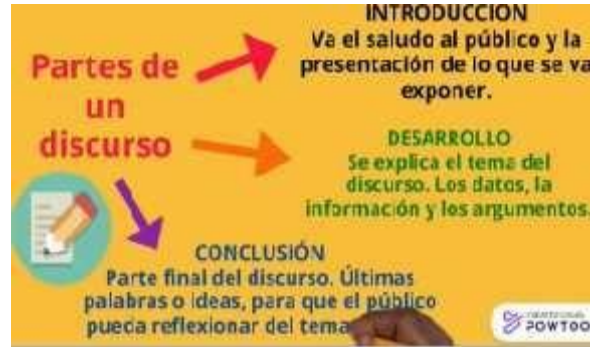 Partes de
un
discurso
INTRODUCCIÓN
Va el saludo al público y la
presentación de lo que se va
exponer.
DESARROLLO
Se explica el tema del
discurso. Los datos, la
información y los argumentos.
CONCLUSIÓN
Parte final del discurso. Últimas
palabras o ideas, para que el público
pueda reflexionar del tema
POWTOO